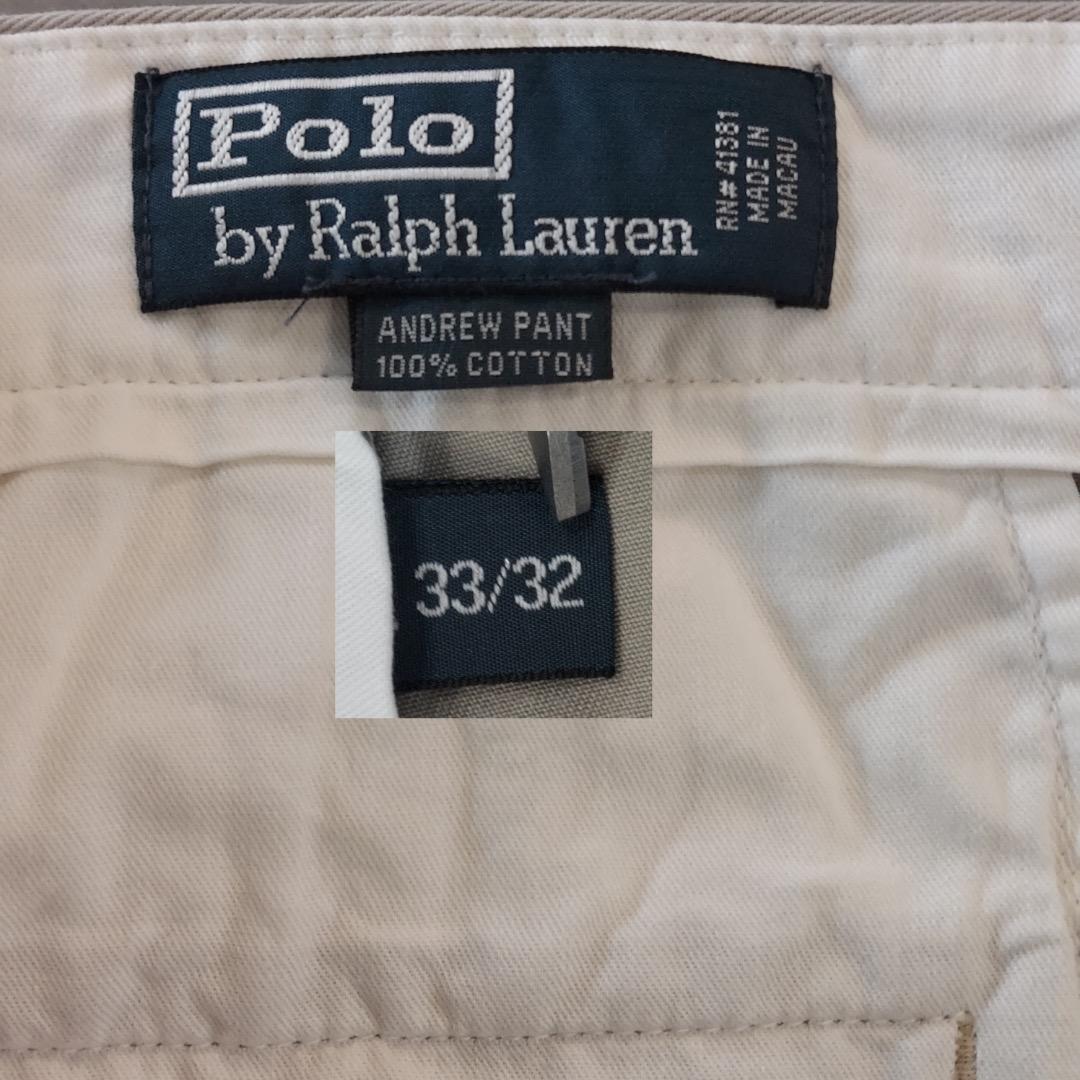 Polo
by Ralph Lauren
RN# 41381
MADE IN
MACAU
ANDREW PANT
100% COTTON
33/32